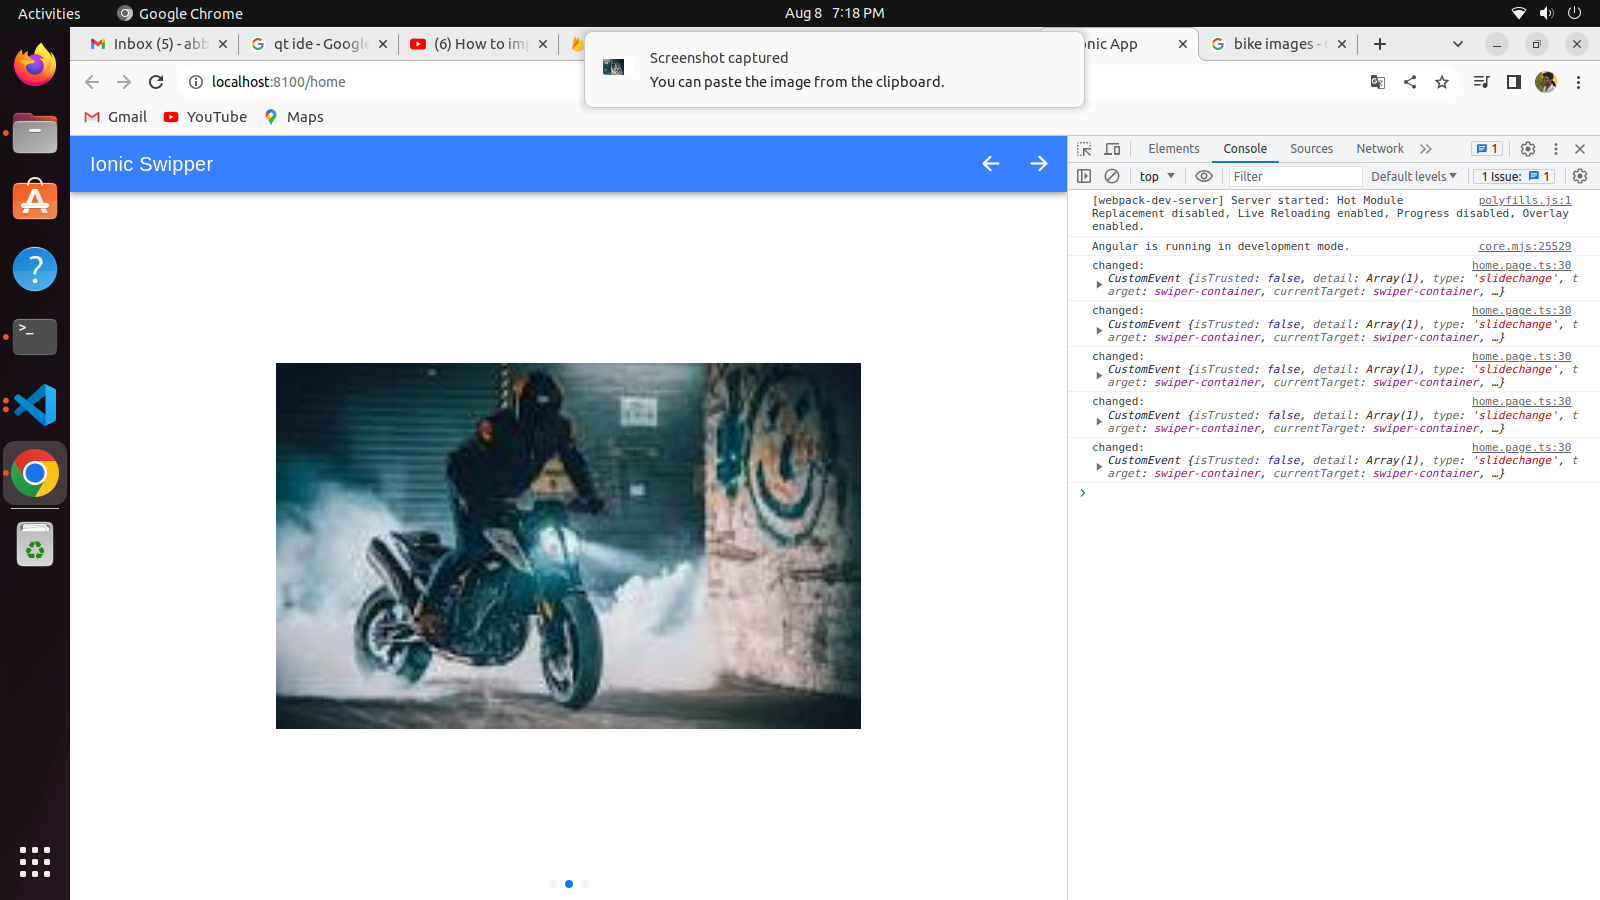 Activities
Google Chrome
Aug 8 7:18 PM
Inbox (5) - abb
qt ide - Google
(6) How to imp
onic App
bike images - G
Screenshot captured
You can paste the image from the clipboard.
localhost:8100/home
Gmail
YouTube
Maps
Ionic Swipper
Elements
Console
Sources
Network
1
top
Filter
Default levels
1 Issue:
1
[webpack-dev-server] Server started: Hot Module
polyfills.js:1
Replacement disabled, Live Reloading enabled, Progress disabled, Overlay
enabled.
Angular is running in development mode.
core.mjs:25529
changed:
home.page.ts:30
CustomEvent {isTrusted: false, detail: Array(1), type: 'slidechange', t
arget: swiper-container, currentTarget: swiper-container, …}
changed:
home.page.ts:30
CustomEvent {isTrusted: false, detail: Array(1), type: 'slidechange', t
arget: swiper-container, currentTarget: swiper-container, …}
changed:
home.page.ts:30
CustomEvent {isTrusted: false, detail: Array(1), type: 'slidechange', t
arget: swiper-container, currentTarget: swiper-container, …}
changed:
home.page.ts:30
CustomEvent {isTrusted: false, detail: Array(1), type: 'slidechange', t
arget: swiper-container, currentTarget: swiper-container, …}
changed:
home.page.ts:30
CustomEvent {isTrusted: false, detail: Array(1), type: 'slidechange', t
arget: swiper-container, currentTarget: swiper-container, …}